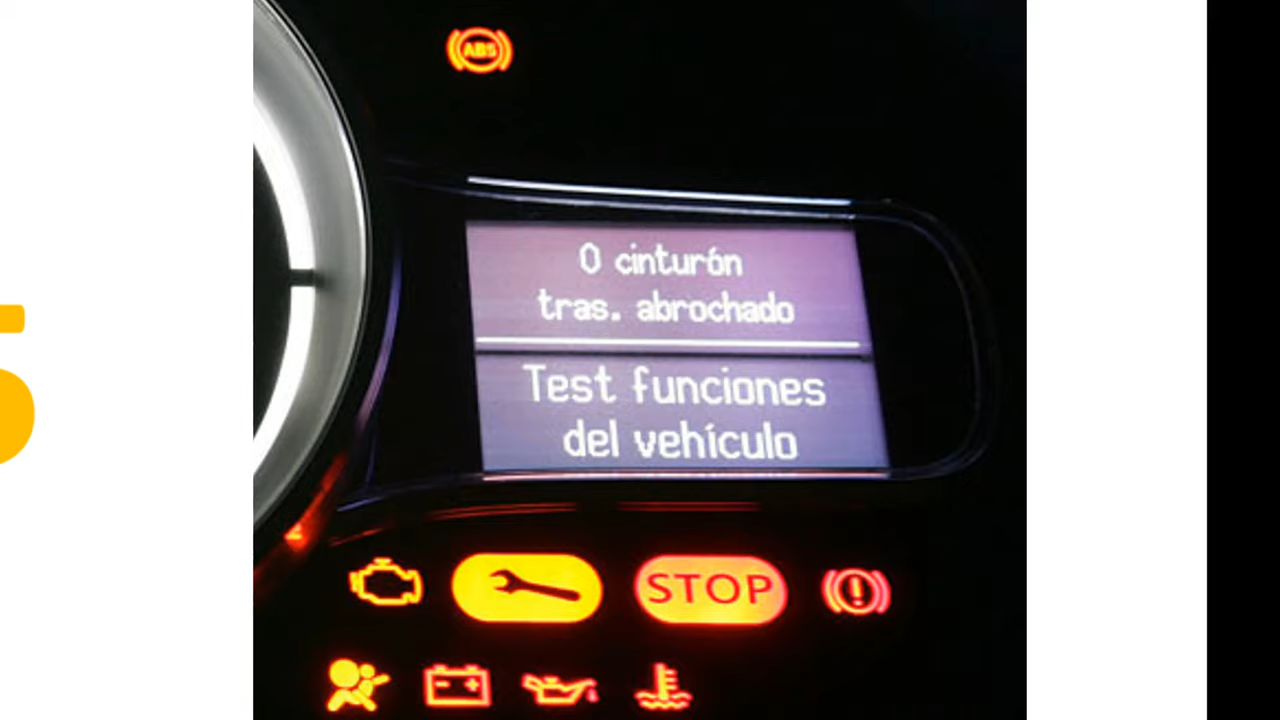 ABS
0 cinturón
tras. abrochado
Test funciones
del vehículo
STOP